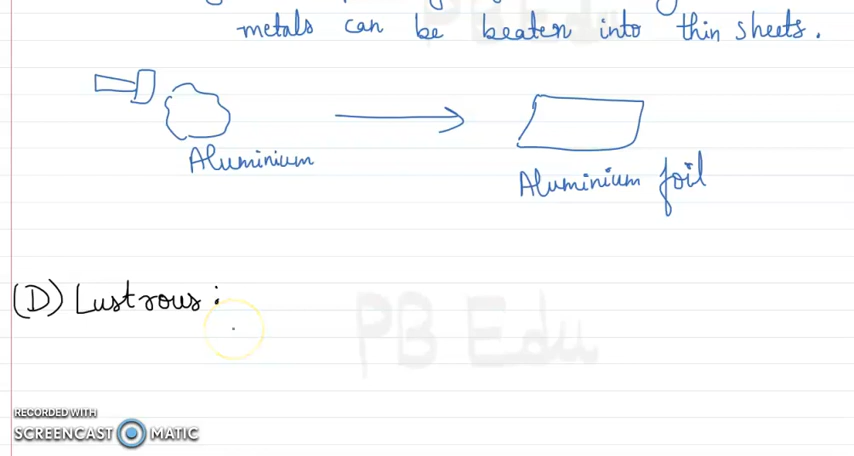 metals can be beaten into thin sheets.
Aluminium
Aluminium foil
(D) Lustrous :
PB Edu
RECORDED WITH
SCREENCAST MATIC